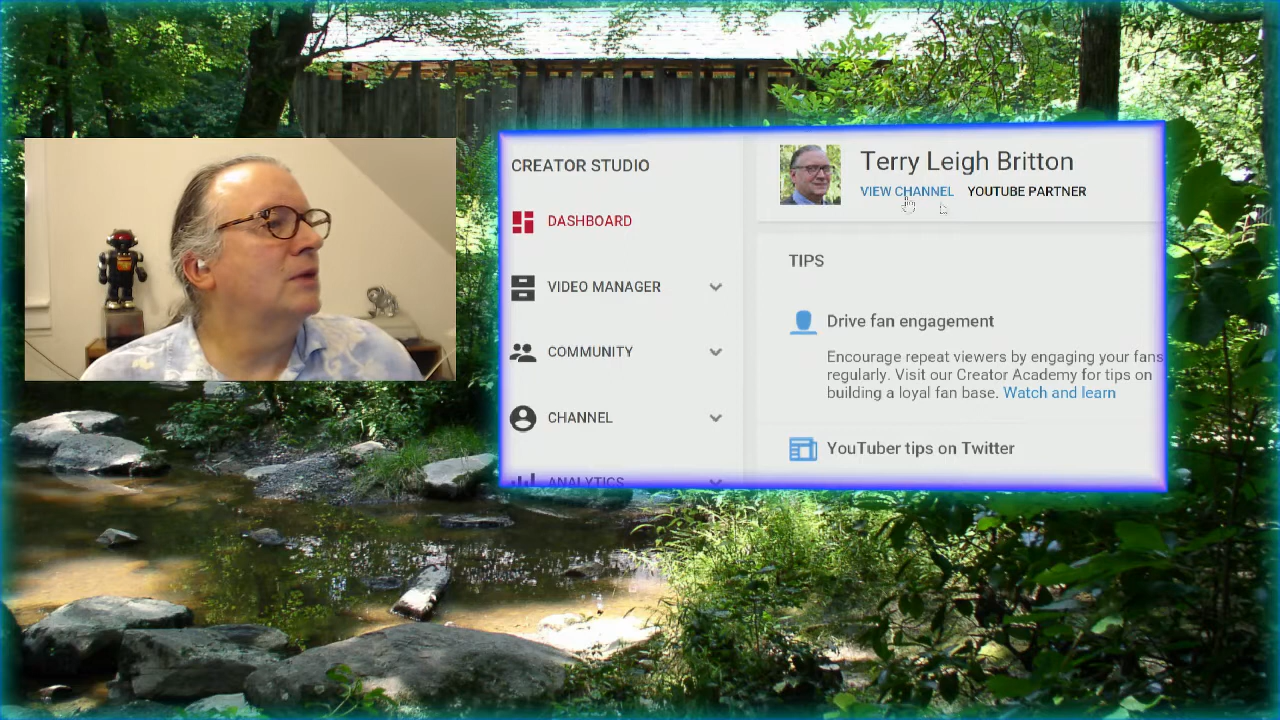 CREATOR STUDIO
DASHBOARD
VIDEO MANAGER
COMMUNITY
CHANNEL
ANALYTICS
Terry Leigh Britton
VIEW CHANNEL YOUTUBE PARTNER
TIPS
Drive fan engagement
Encourage repeat viewers by engaging your fans
regularly. Visit our Creator Academy for tips on
building a loyal fan base. Watch and learn
YouTuber tips on Twitter